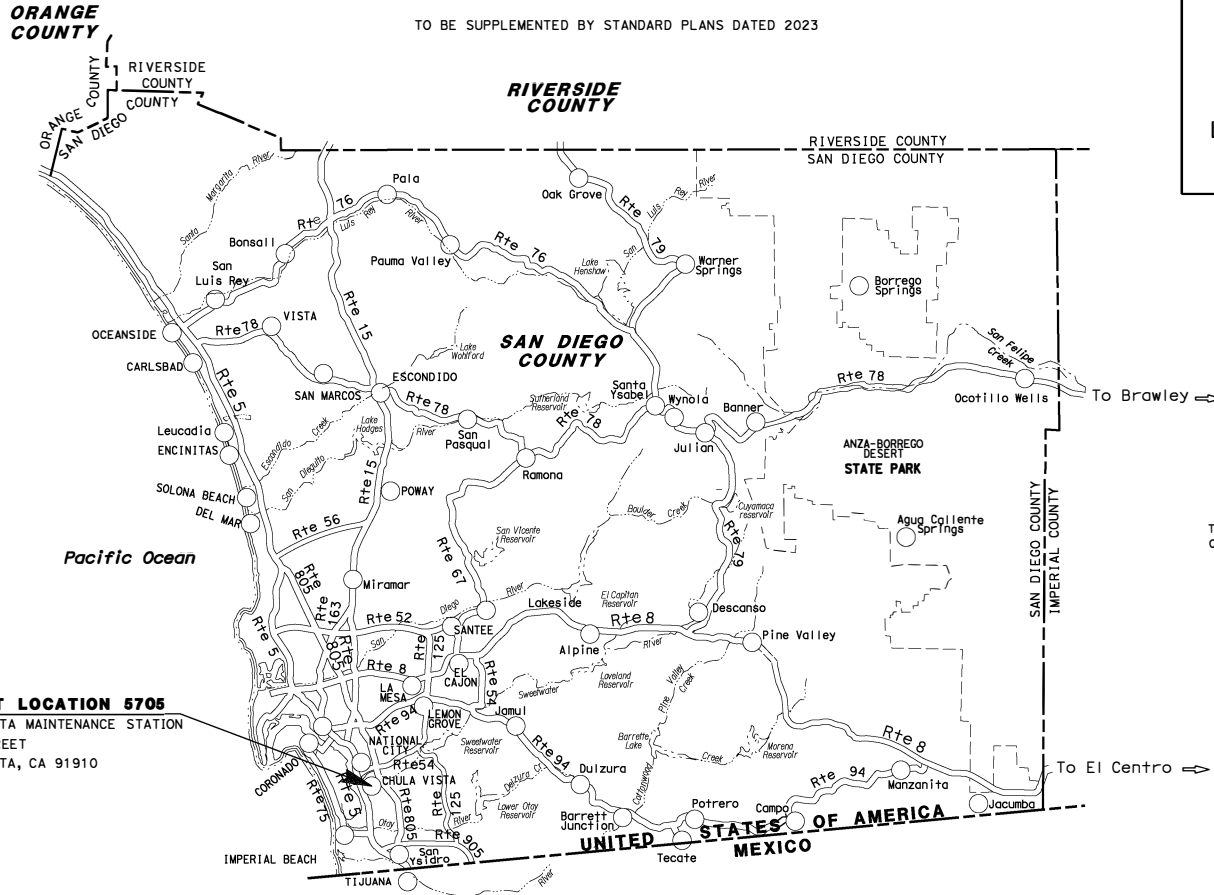 ORANGE
COUNTY
TO BE SUPPLEMENTED BY STANDARD PLANS DATED 2023
ORANGE COUNTY
RIVERSIDE
COUNTY
SAN DIEGO COUNTY
RIVERSIDE
COUNTY
RIVERSIDE COUNTY
SAN DIEGO COUNTY
Santa Margarita River
Rte 76
Luis Rey River
Pala
Oak Grove
Rte 79
San Luis Rey River
Bonsall
Pauma Valley
Rte 76
Lake
Henshaw
Warner
Springs
San
Luis Rey
Borrego
Springs
OCEANSIDE
Rte 78
VISTA
Rte 15
SAN DIEGO
COUNTY
San Felipe
Creek
CARLSBAD
Rte 5
Lake
Wohlford
SAN MARCOS
ESCONDIDO
Rte 78
Santa
Ysabel
Wynola
Banner
Rte 78
Ocotillo Wells
To Brawley
Sutherland
Reservoir
Rte 78
Leucadia
ENCINITAS
Escondido Creek
Lake
Hodges
San Dieguito River
San
Pasqual
Ramona
Julian
ANZA-BORREGO
DESERT
STATE PARK
SOLONA BEACH
DEL MAR
Rte 15
POWAY
Boulder Creek
Cuyamaca
reservoir
Agua Caliente
Springs
Rte 56
San Vicente
Reservoir
Rte 79
Pacific Ocean
Rte 67
SAN DIEGO COUNTY
IMPERIAL COUNTY
Rte
805
Rte
163
Miramar
Rte 5
Rte 52
San Diego River
Lakeside
El Capitan
Reservoir
Rte 8
Descanso
SANTEE
Alpine
River
Pine Valley
Rte
805
Rte
125
Rte 8
EL
CAJON
Rte 54
Loveland
Reservoir
Sweetwater
Pine Valley
Creek
LA
MESA
LEMON
GROVE
Rte 94
Jamul
T LOCATION 5705
TA MAINTENANCE STATION
REET
TA, CA 91910
NATIONAL
CITY
Sweetwater
Reservoir
Rte 94
Barrette
Lake
Creek
Morena
Reservoir
Rte 8
CORONADO
Rte 54
CHULA VISTA
Dulzura Cr.
Dulzura
Cottonwood
Rte 94
Manzanita
To El Centro
Rte 75
Rte 5
Rte 805
Rte
125
Lower Otay
Reservoir
Otay
River
Barrett
Junction
Potrero
Campo
Jacumba
Rte 905
IMPERIAL BEACH
San
Ysidro
UNITED STATES OF AMERICA
MEXICO
Tecate
TIJUANA
River